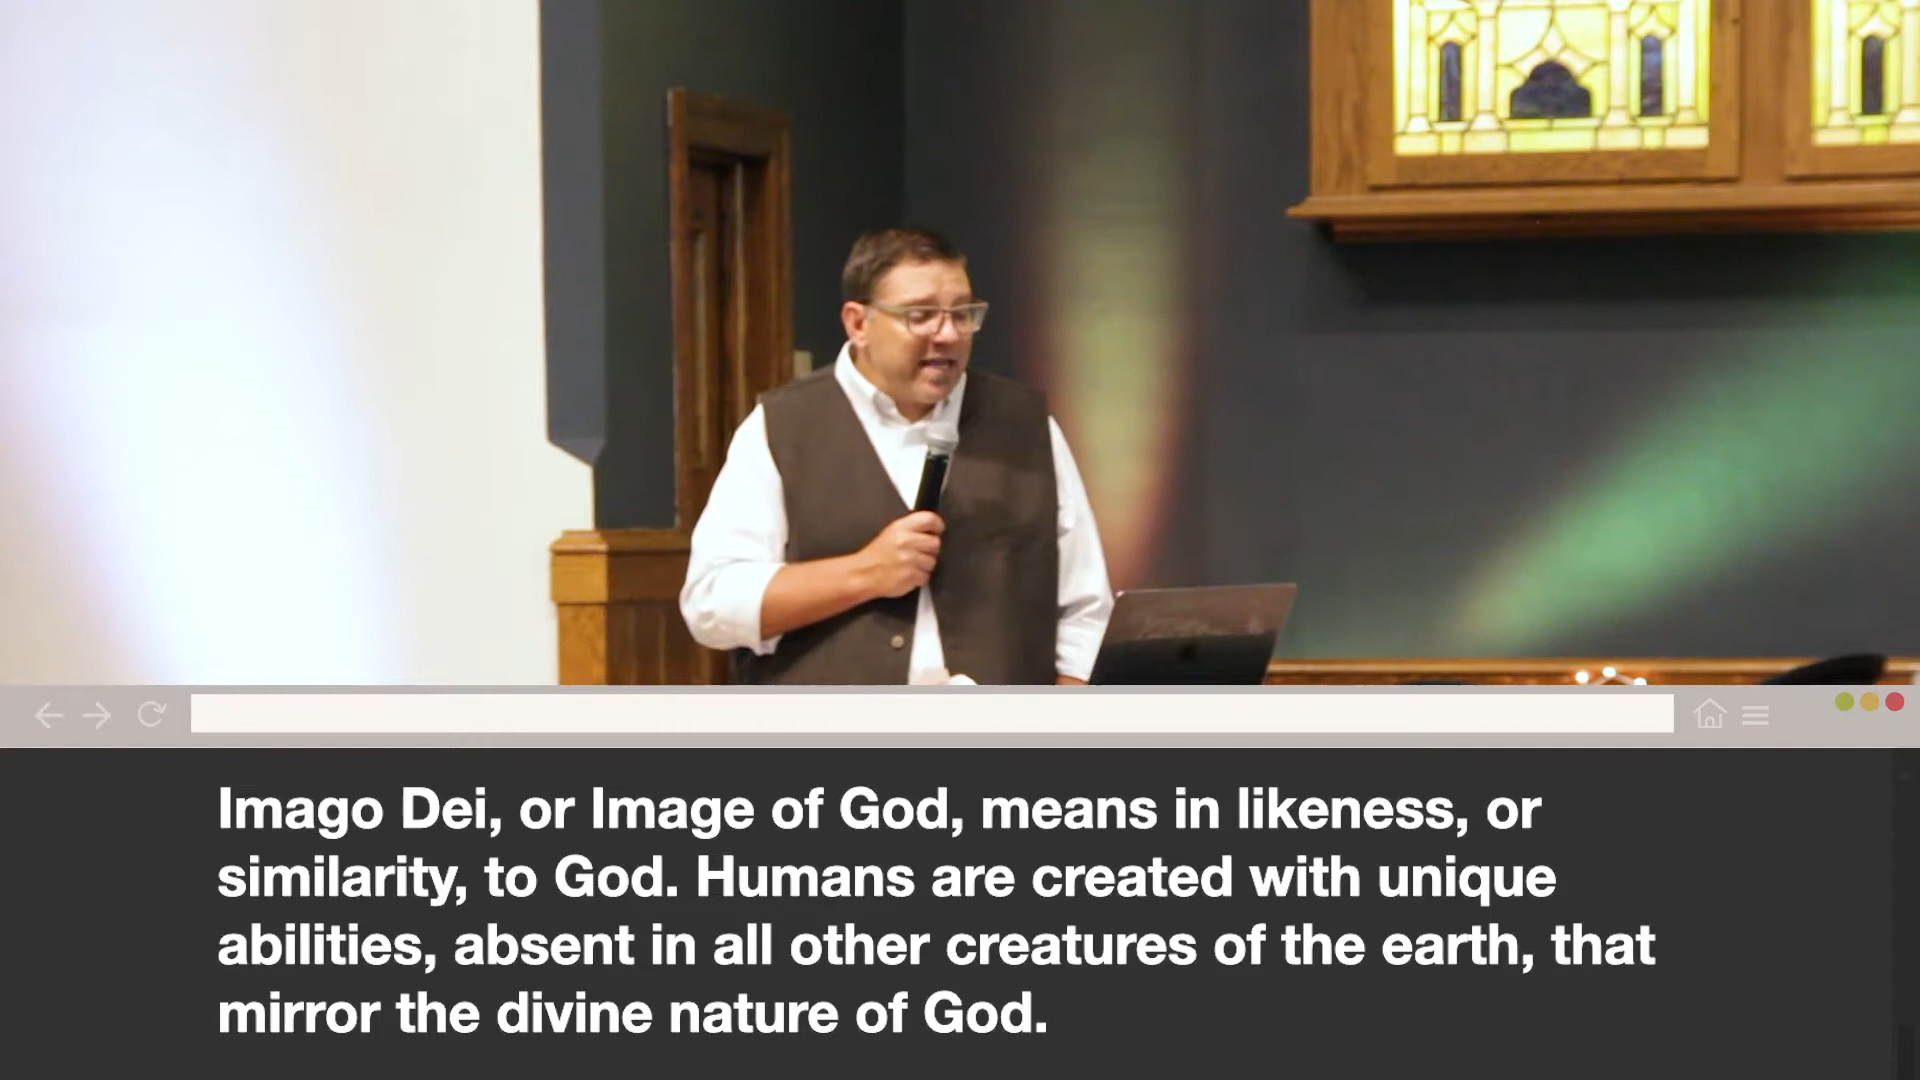 Imago Dei, or Image of God, means in likeness, or
similarity, to God. Humans are created with unique
abilities, absent in all other creatures of the earth, that
mirror the divine nature of God.